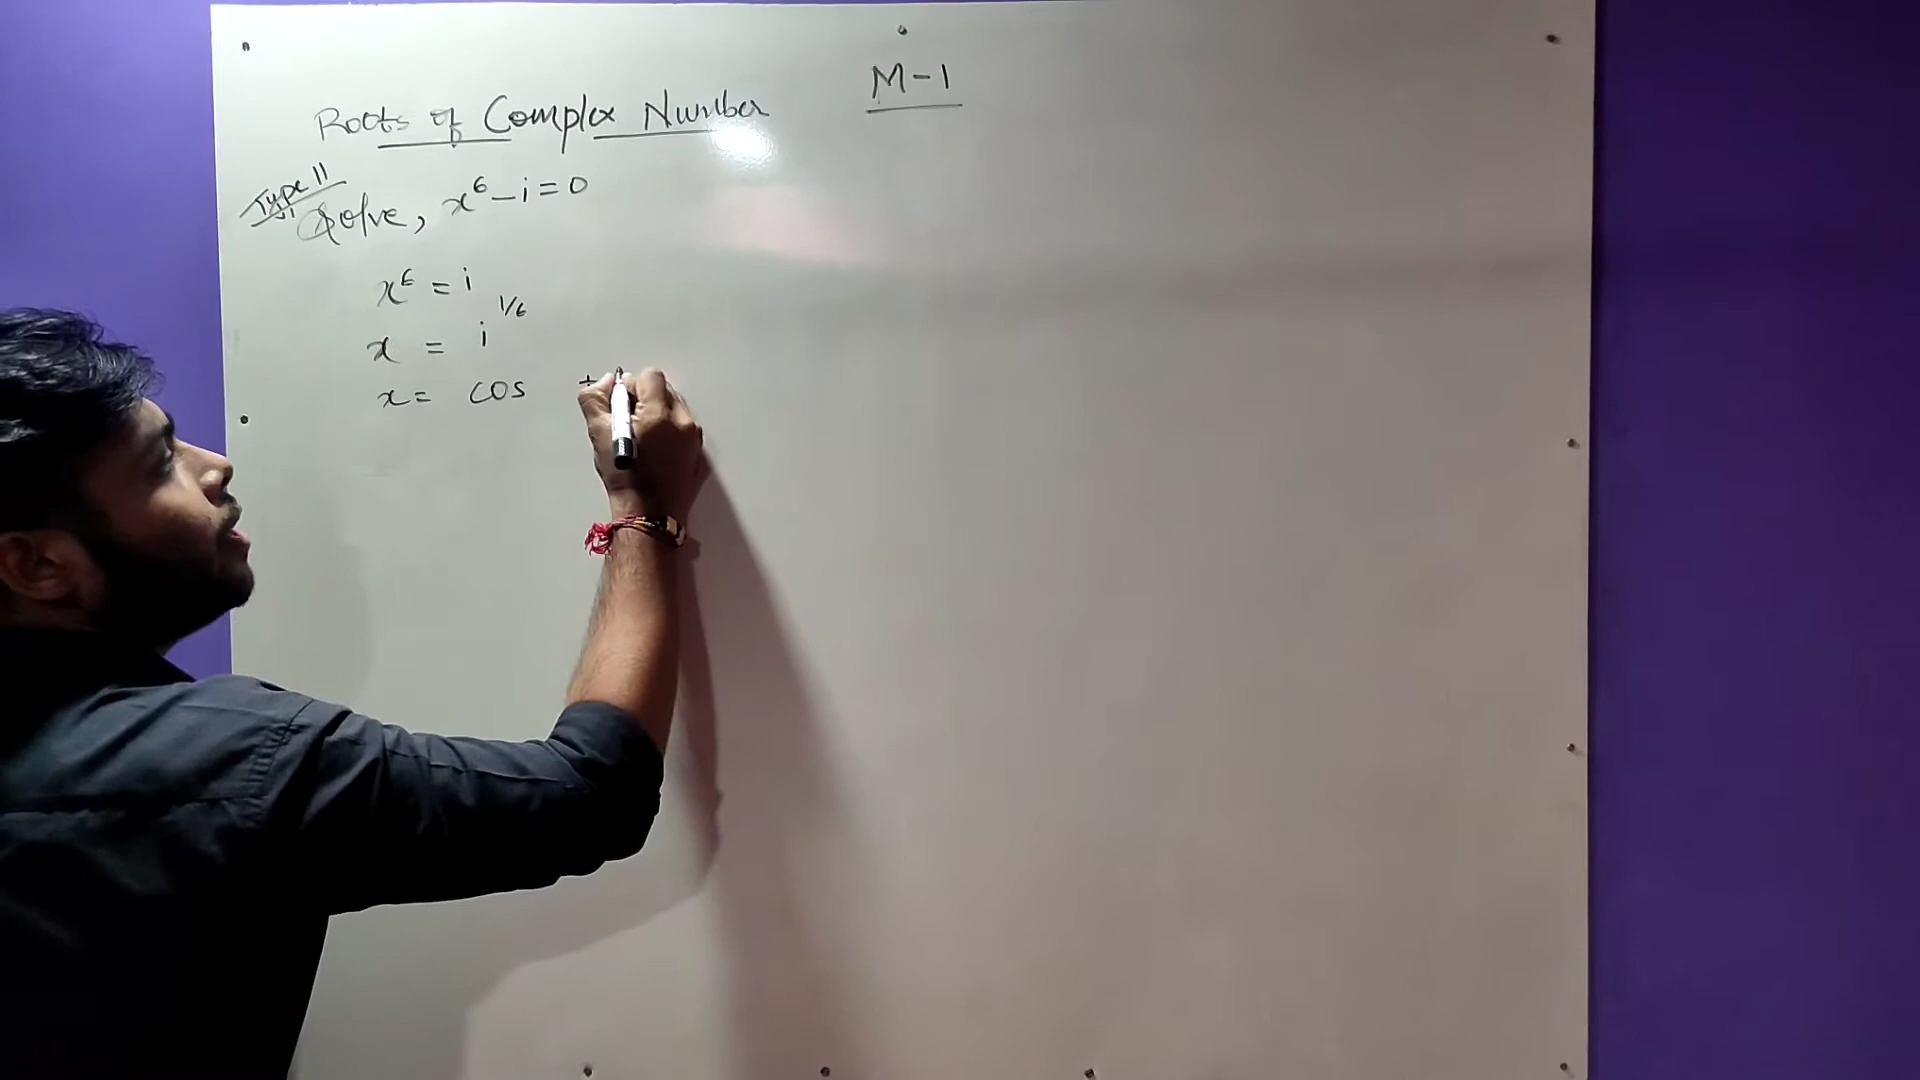 M-1
Roots of Complex Number
Type II
Solve, x⁶ - i = 0
x⁶ = i
x = i^1/6
x = cos +